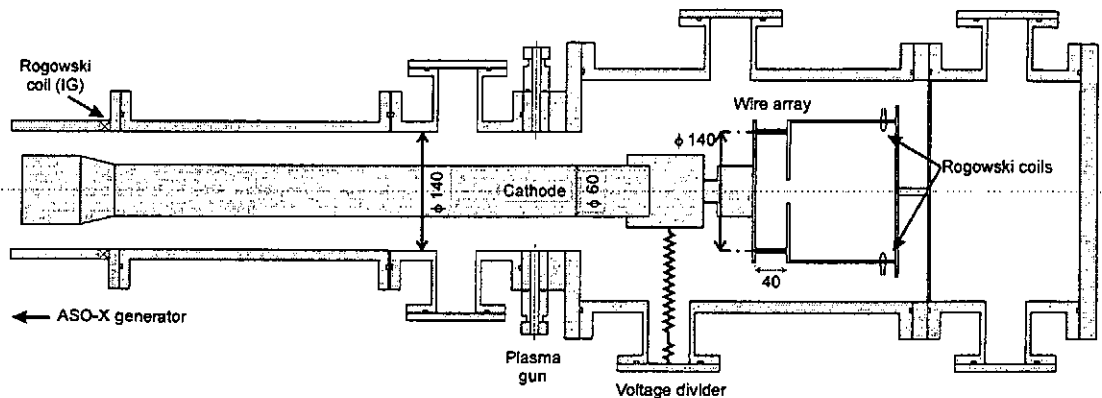 Rogowski
coil (IG)
Wire array
ϕ 140
Rogowski coils
ϕ 140
Cathode
ϕ 60
40
ASO-X generator
Plasma
gun
Voltage divider